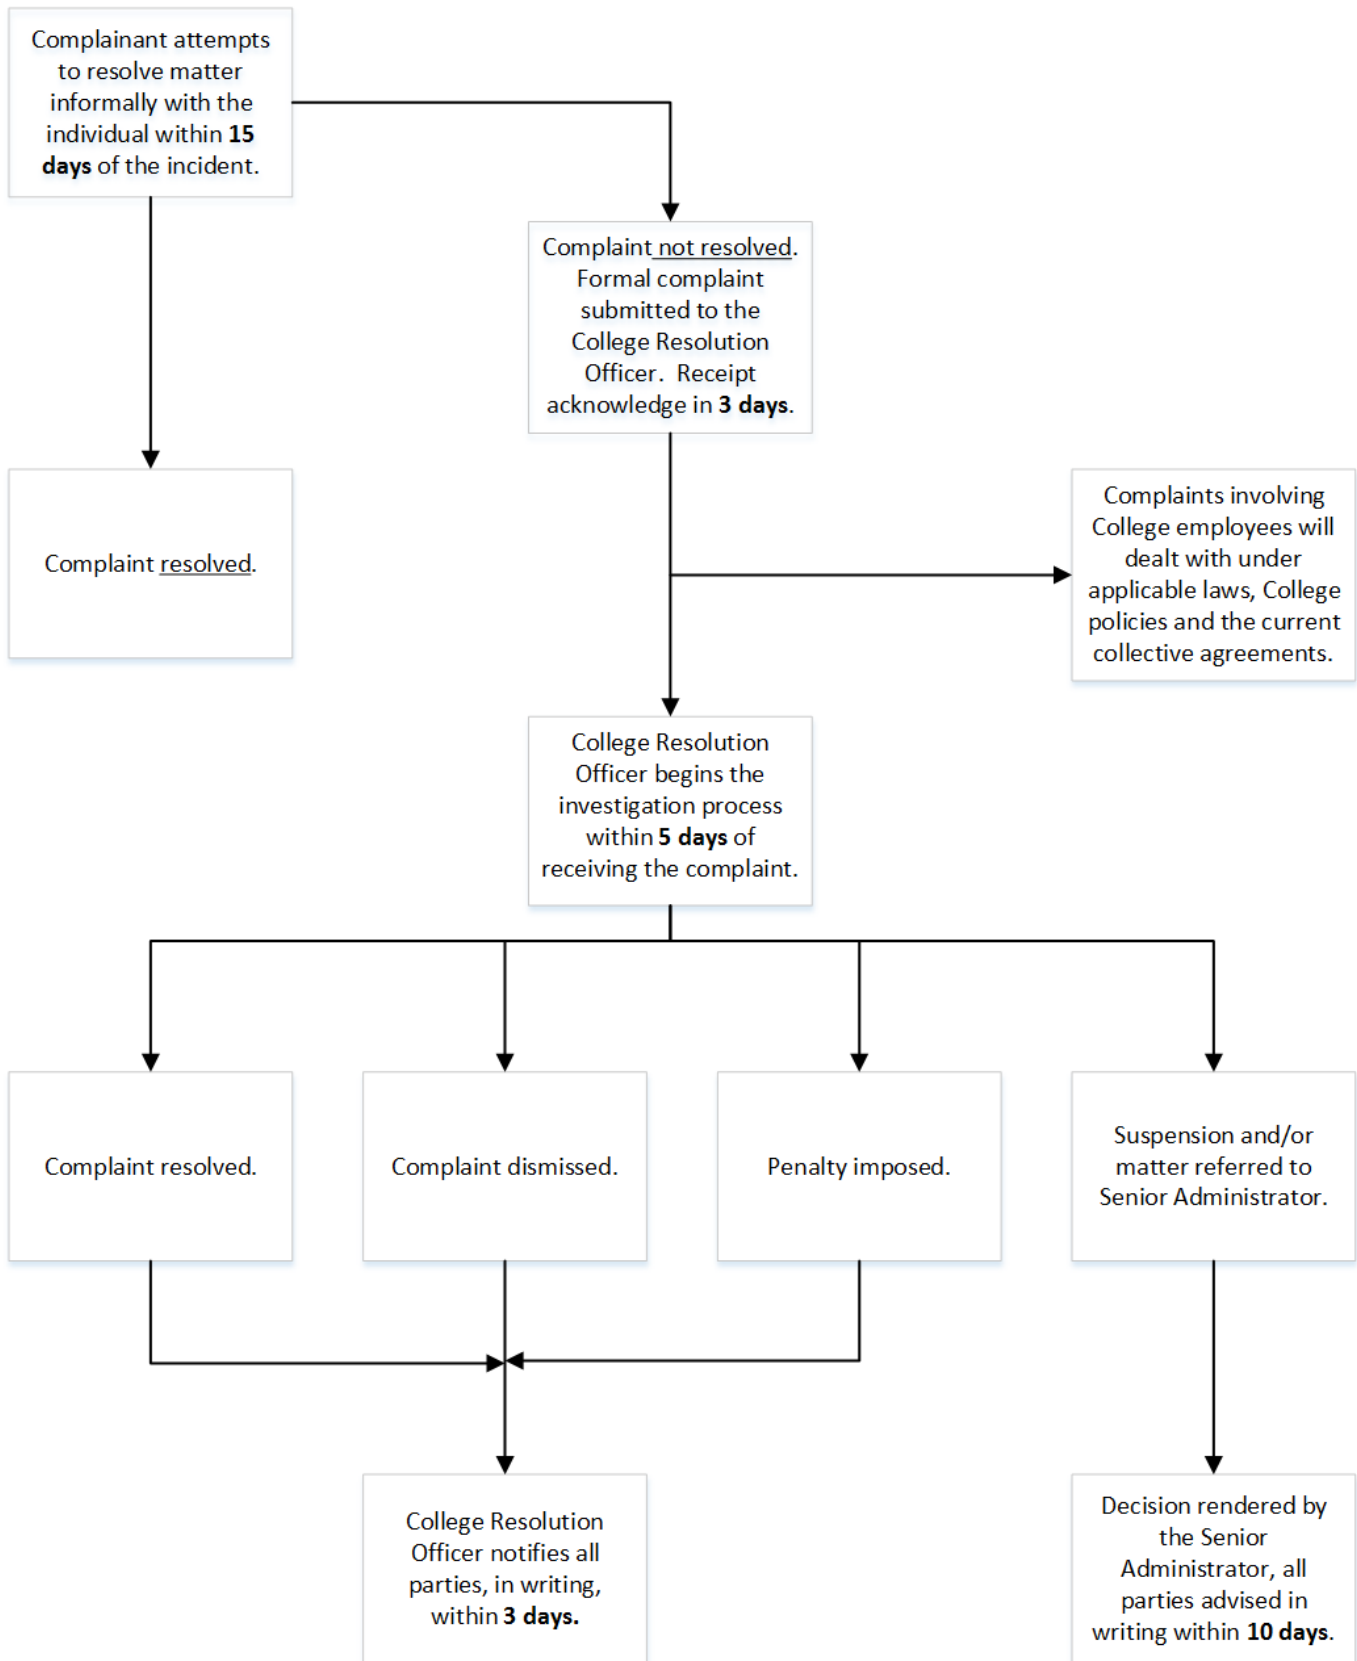 Complainant attempts
to resolve matter
informally with the
individual within 15
days of the incident.
Complaint not resolved.
Formal complaint
submitted to the
College Resolution
Officer.  Receipt
acknowledge in 3 days.
Complaint resolved.
Complaints involving
College employees will
dealt with under
applicable laws, College
policies and the current
collective agreements.
College Resolution
Officer begins the
investigation process
within 5 days of
receiving the complaint.
Complaint resolved.
Complaint dismissed.
Penalty imposed.
Suspension and/or
matter referred to
Senior Administrator.
College Resolution
Officer notifies all
parties, in writing,
within 3 days.
Decision rendered by
the Senior
Administrator, all
parties advised in
writing within 10 days.